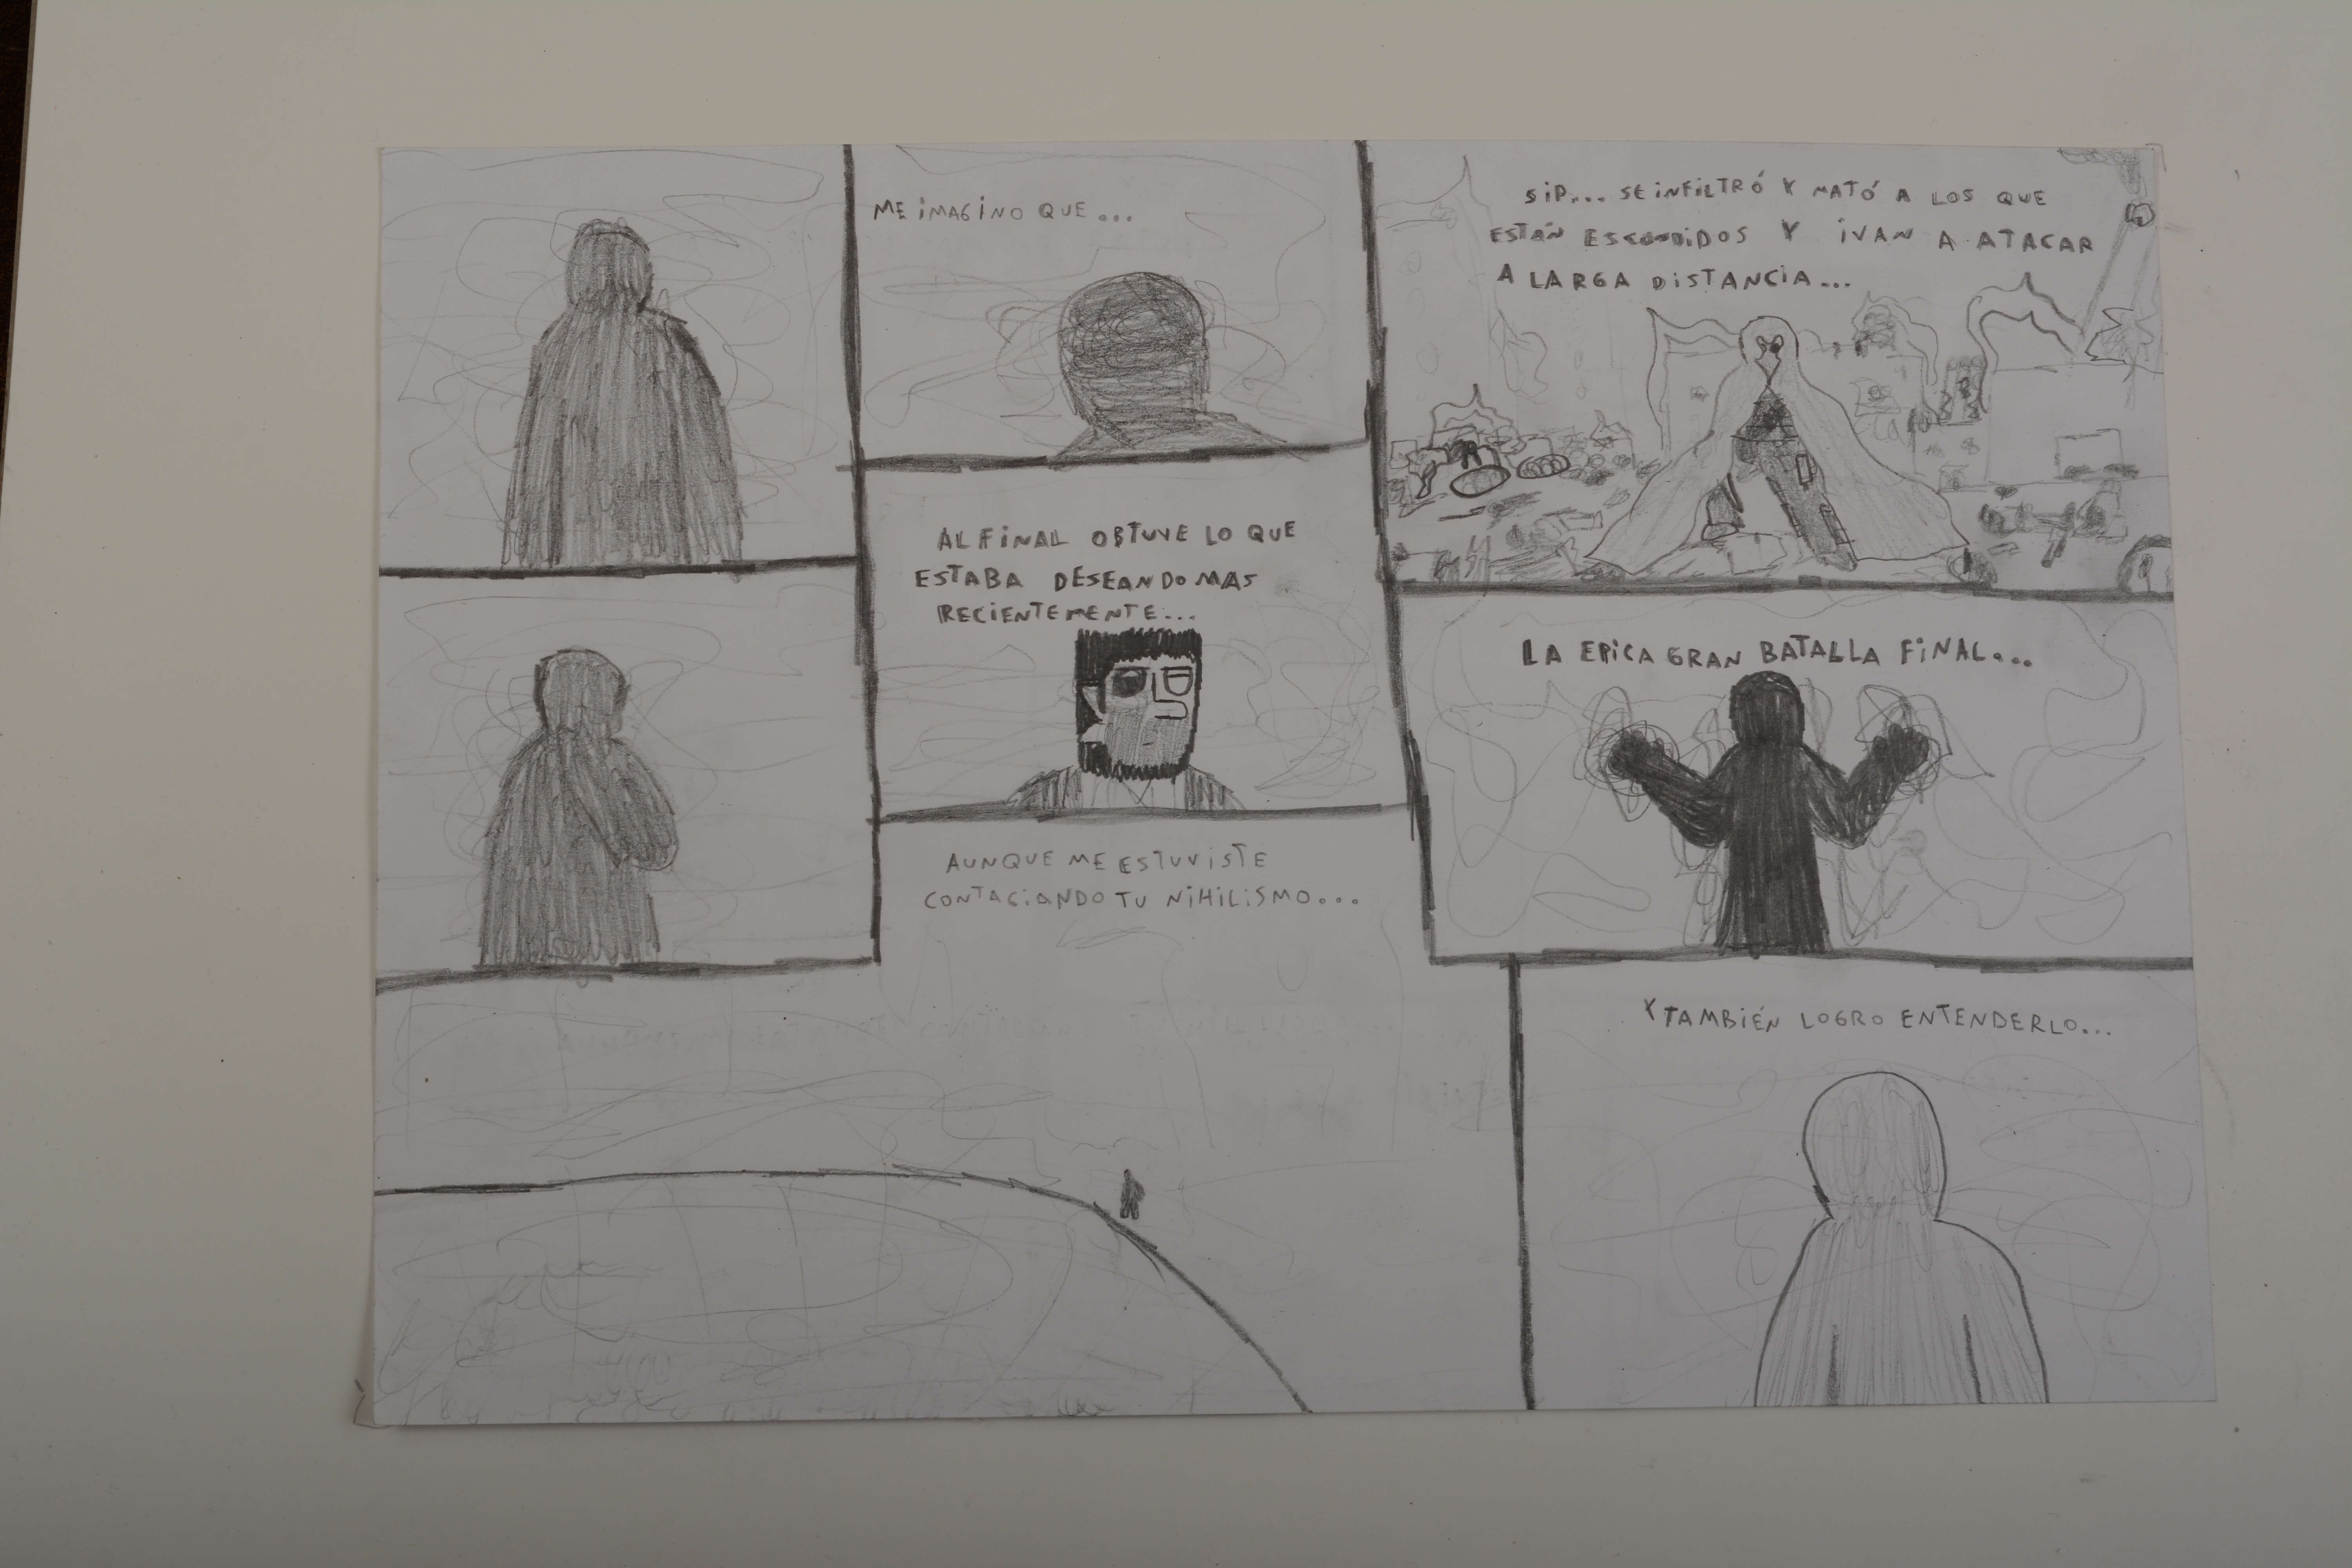 ME IMAGINO QUE...
SIP... SE INFILTRÓ Y MATÓ A LOS QUE
ESTÁN ESCONDIDOS Y IVAN A ATACAR
A LARGA DISTANCIA...
AL FINAL OBTUVE LO QUE
ESTABA DESEANDO MAS
RECIENTEMENTE...
LA EPICA GRAN BATALLA FINAL...
AUNQUE ME ESTUVISTE
CONTAGIANDO TU NIHILISMO...
Y TAMBIÉN LOGRO ENTENDERLO...